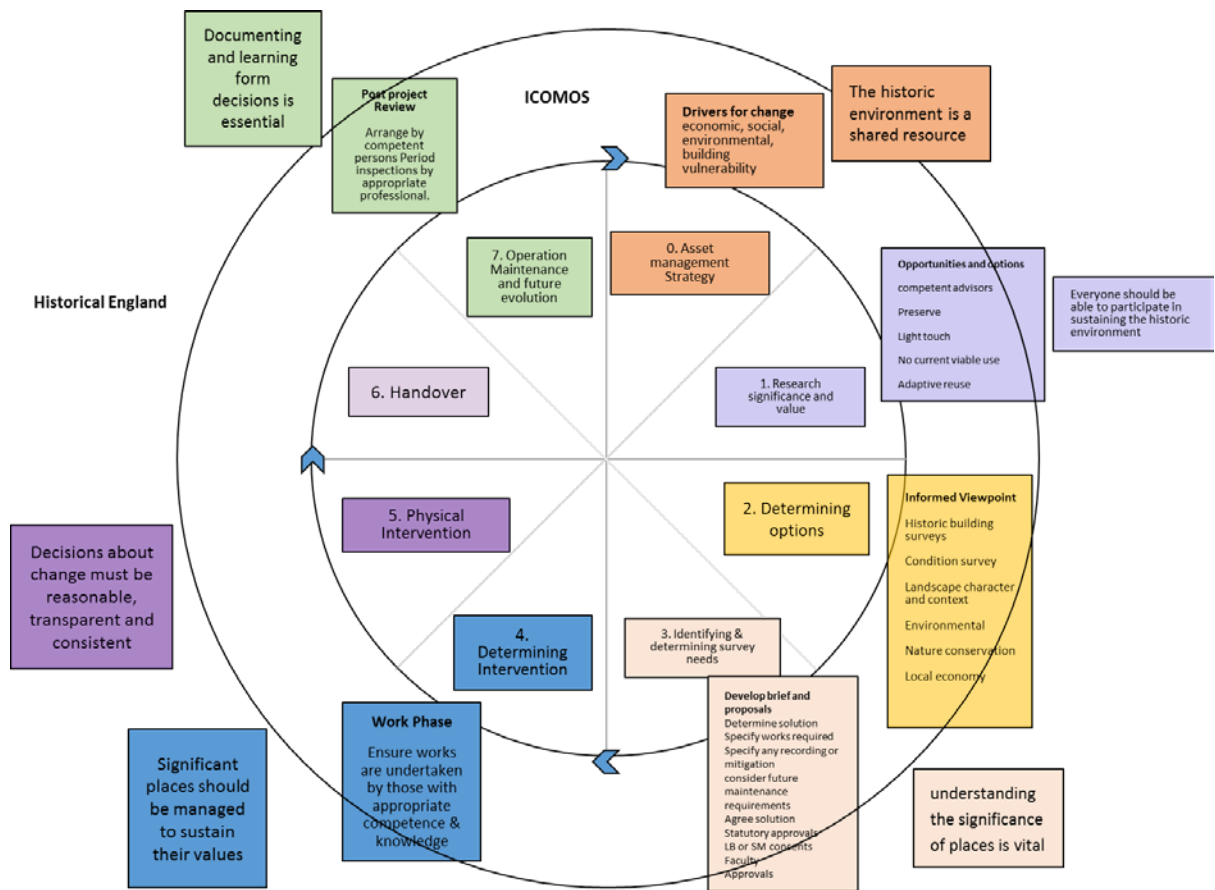 Documenting
and learning
form
decisions is
essential
Post project
Review
Arrange by
competent
persons Period
inspections by
appropriate
professional.
ICOMOS
Drivers for change
economic, social,
environmental,
building
vulnerability
The historic
environment is a
shared resource
7. Operation
Maintenance
and future
evolution
0. Asset
management
Strategy
Historical England
Opportunities and options
competent advisors
Preserve
Light touch
No current viable use
Adaptive reuse
Everyone should be
able to participate in
sustaining the historic
environment
6. Handover
1. Research
significance and
value
5. Physical
Intervention
2. Determining
options
Informed Viewpoint
Historic building
surveys
Condition survey
Landscape character
and context
Environmental
Nature conservation
Local economy
Decisions about
change must be
reasonable,
transparent and
consistent
4.
Determining
Intervention
3. Identifying &
determining survey
needs
Develop brief and
proposals
Determine solution
Specify works required
Specify any recording or
mitigation
consider future
maintenance
requirements
Agree solution
Statutory approvals
LB or SM consents
Faculty
Approvals
Work Phase
Ensure works
are undertaken
by those with
appropriate
competence &
knowledge
Significant
places should
be managed
to sustain
their values
understanding
the significance
of places is vital